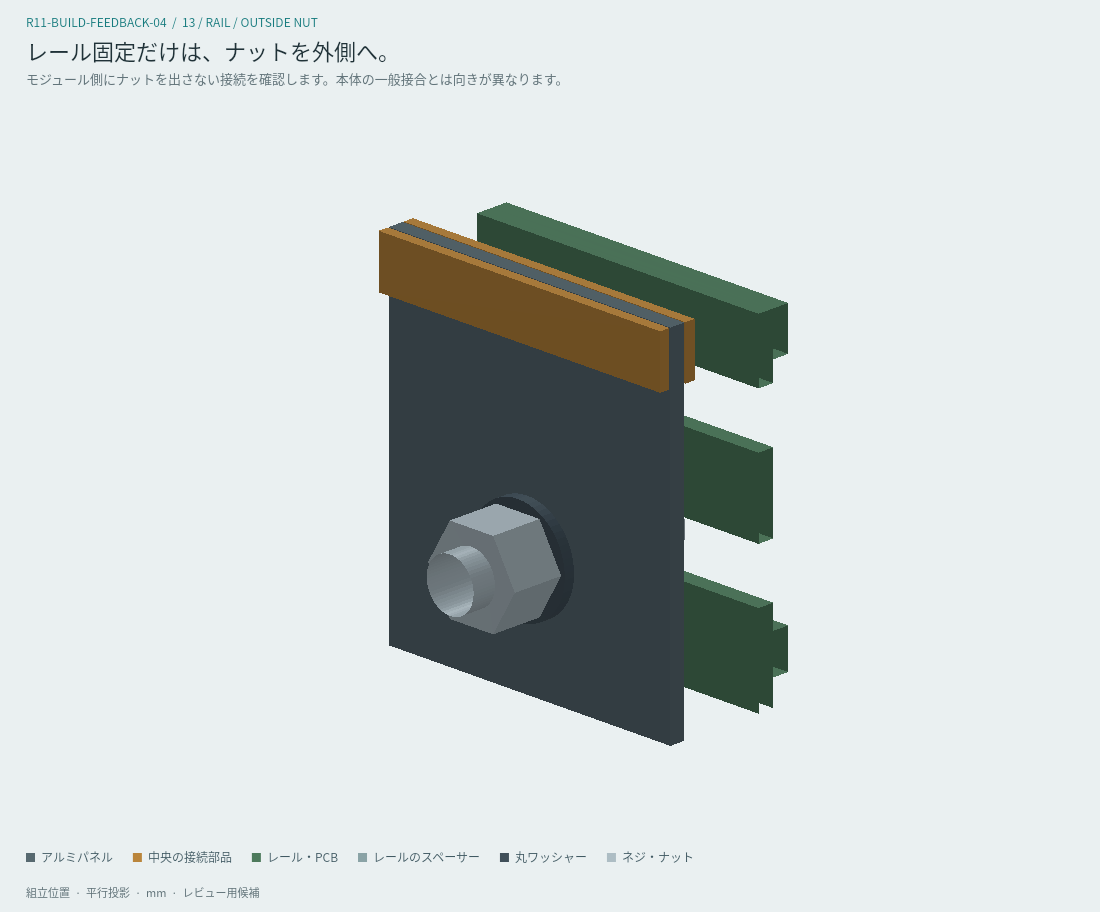 R11-BUILD-FEEDBACK-04 / 13 / RAIL / OUTSIDE NUT
レール固定だけは、ナットを外側へ。
モジュール側にナットを出さない接続を確認します。本体の一般接合とは向きが異なります。
アルミパネル 中央の接続部品 レール・PCB レールのスペーサー 丸ワッシャー ネジ・ナット
組立位置 · 平行投影 · mm · レビュー用候補